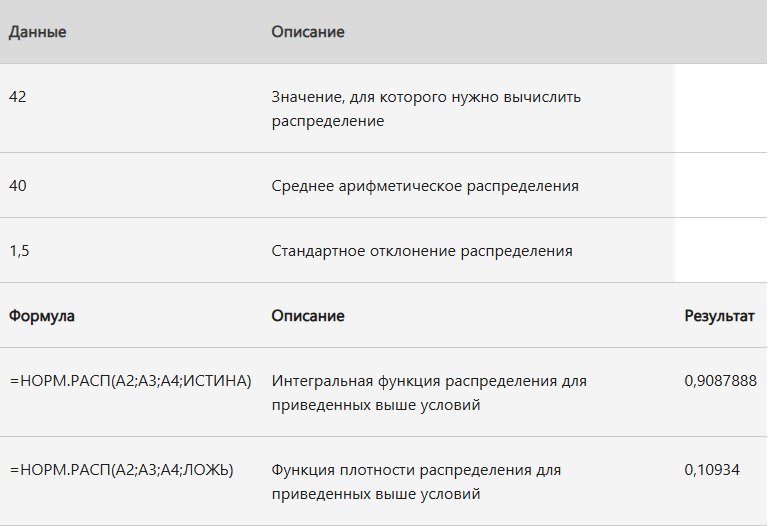 Данные Описание
42 Значение, для которого нужно вычислить
распределение
40 Среднее арифметическое распределения
1,5 Стандартное отклонение распределения
Формула Описание Результат
=НОРМ.РАСП(A2;A3;A4;ИСТИНА) Интегральная функция распределения для 0,9087888
приведенных выше условий
=НОРМ.РАСП(A2;A3;A4;ЛОЖЬ) Функция плотности распределения для 0,10934
приведенных выше условий